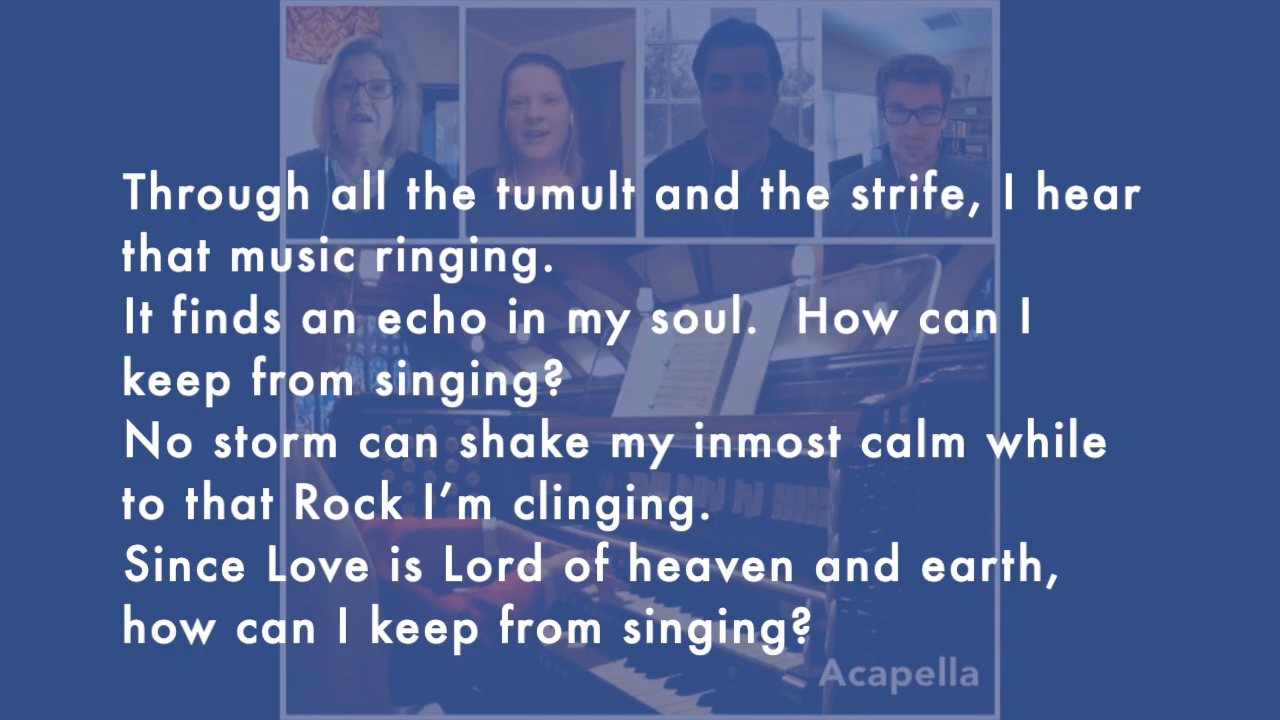 Through all the tumult and the strife, I hear
that music ringing.
It finds an echo in my soul.  How can I
keep from singing?
No storm can shake my inmost calm while
to that Rock I’m clinging.
Since Love is Lord of heaven and earth,
how can I keep from singing?
Acapella